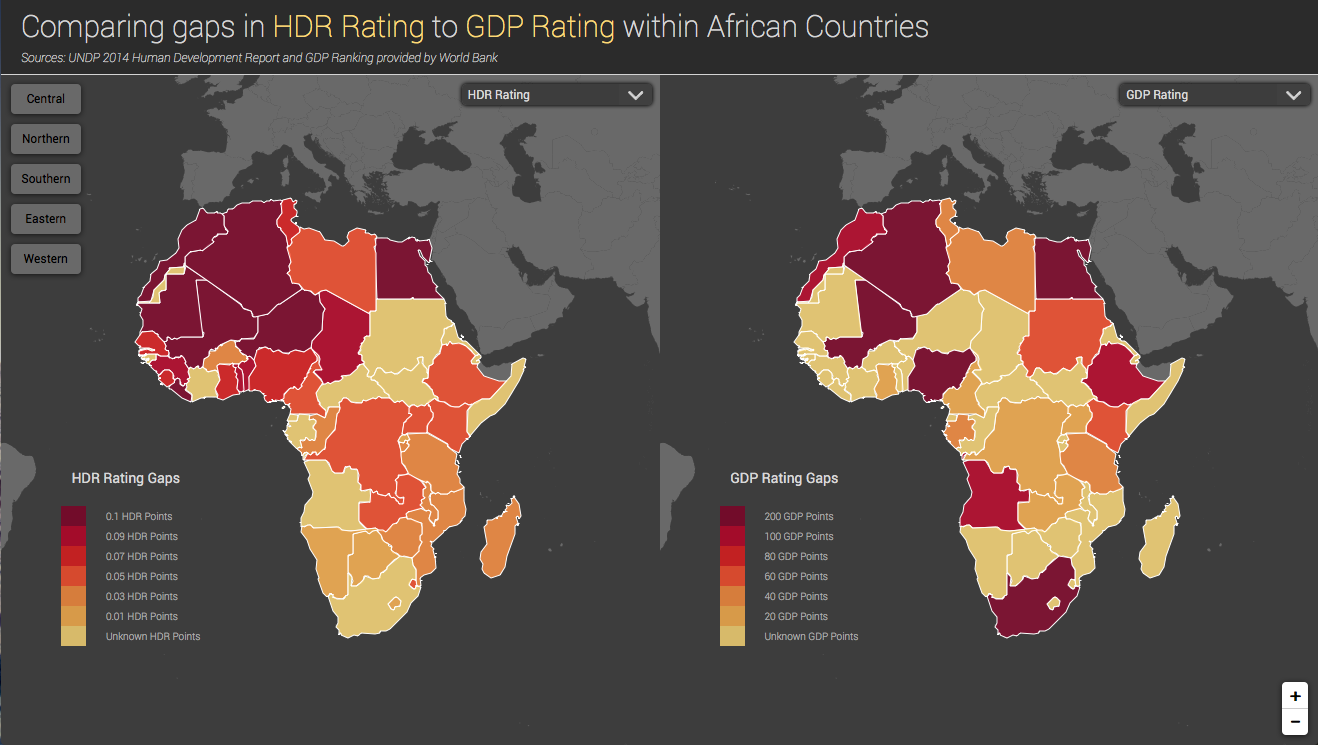 Comparing gaps in HDR Rating to GDP Rating within African Countries
Sources: UNDP 2014 Human Development Report and GDP Ranking provided by World Bank
Central
Northern
Southern
Eastern
Western
HDR Rating
HDR Rating Gaps
0.1 HDR Points
0.09 HDR Points
0.07 HDR Points
0.05 HDR Points
0.03 HDR Points
0.01 HDR Points
Unknown HDR Points
GDP Rating
GDP Rating Gaps
200 GDP Points
100 GDP Points
80 GDP Points
60 GDP Points
40 GDP Points
20 GDP Points
Unknown GDP Points
+
−